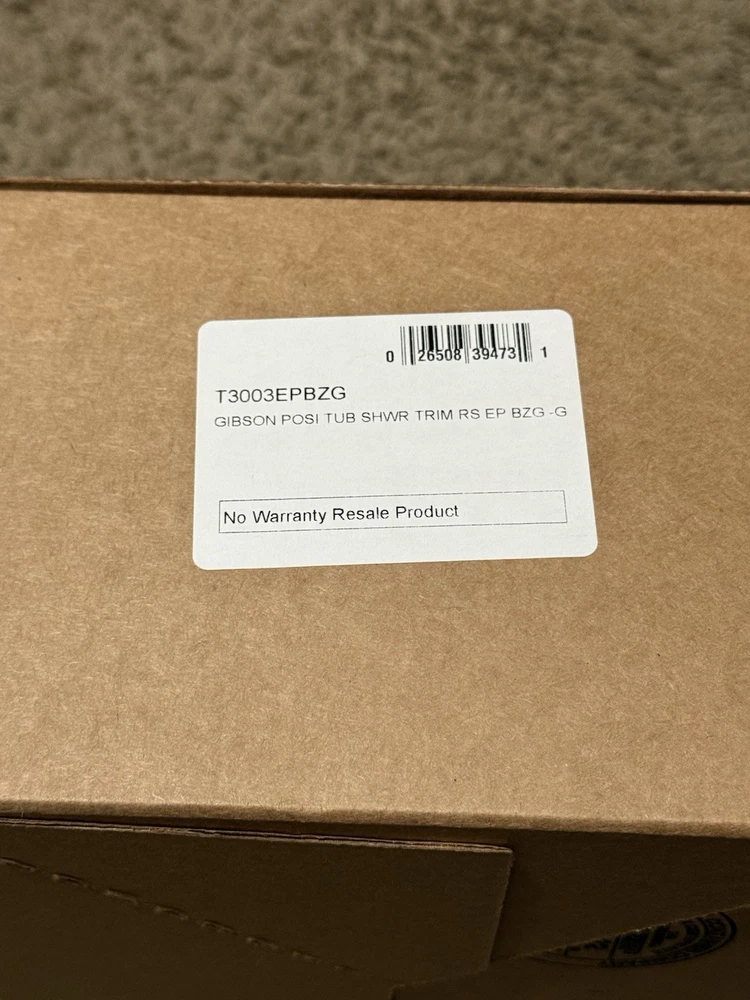 0 26508 39473 1
T3003EPBZG
GIBSON POSI TUB SHWR TRIM RS EP BZG -G
No Warranty Resale Product